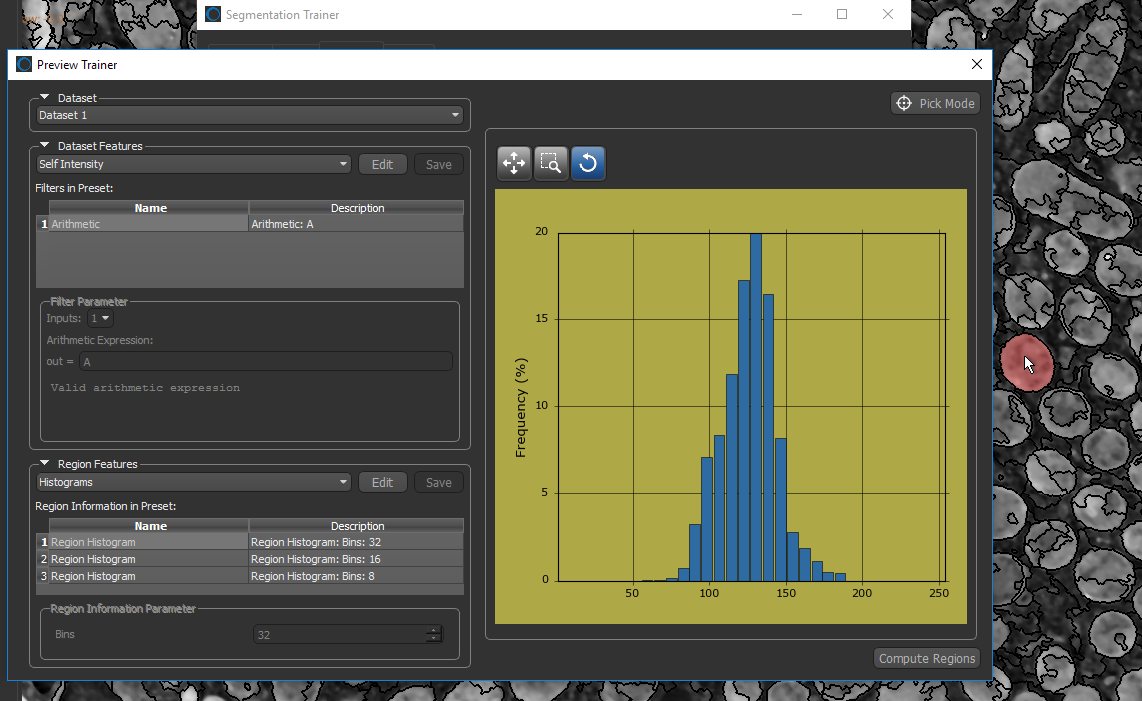 Segmentation Trainer
Preview Trainer
Dataset
Dataset 1
Dataset Features
Self Intensity
Edit
Save
Filters in Preset:
Name Description
1 Arithmetic Arithmetic: A
Filter Parameter
Inputs: 1
Arithmetic Expression:
out = A
Valid arithmetic expression
Region Features
Histograms
Edit
Save
Region Information in Preset:
Name Description
1 Region Histogram Region Histogram: Bins: 32
2 Region Histogram Region Histogram: Bins: 16
3 Region Histogram Region Histogram: Bins: 8
Region Information Parameter
Bins 32
Pick Mode
20
15
10
5
0
Frequency (%)
50 100 150 200 250
Compute Regions